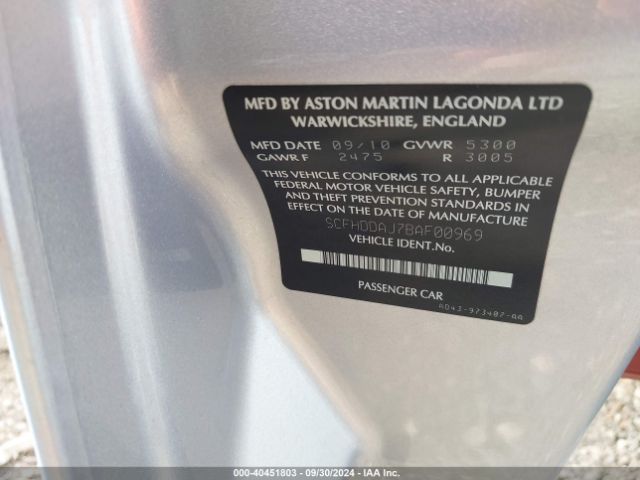 MFD BY ASTON MARTIN LAGONDA LTD
WARWICKSHIRE, ENGLAND
MFD DATE 09/10 GVWR 5300
GAWR F 2475 R 3005
THIS VEHICLE CONFORMS TO ALL APPLICABLE
FEDERAL MOTOR VEHICLE SAFETY, BUMPER
AND THEFT PREVENTION STANDARDS IN
EFFECT ON THE DATE OF MANUFACTURE
SCFHDDAJ7BAF00969
VEHICLE IDENT.No.
PASSENGER CAR
AD43-973407-AA
000-40451803 - 09/30/2024 - IAA Inc.